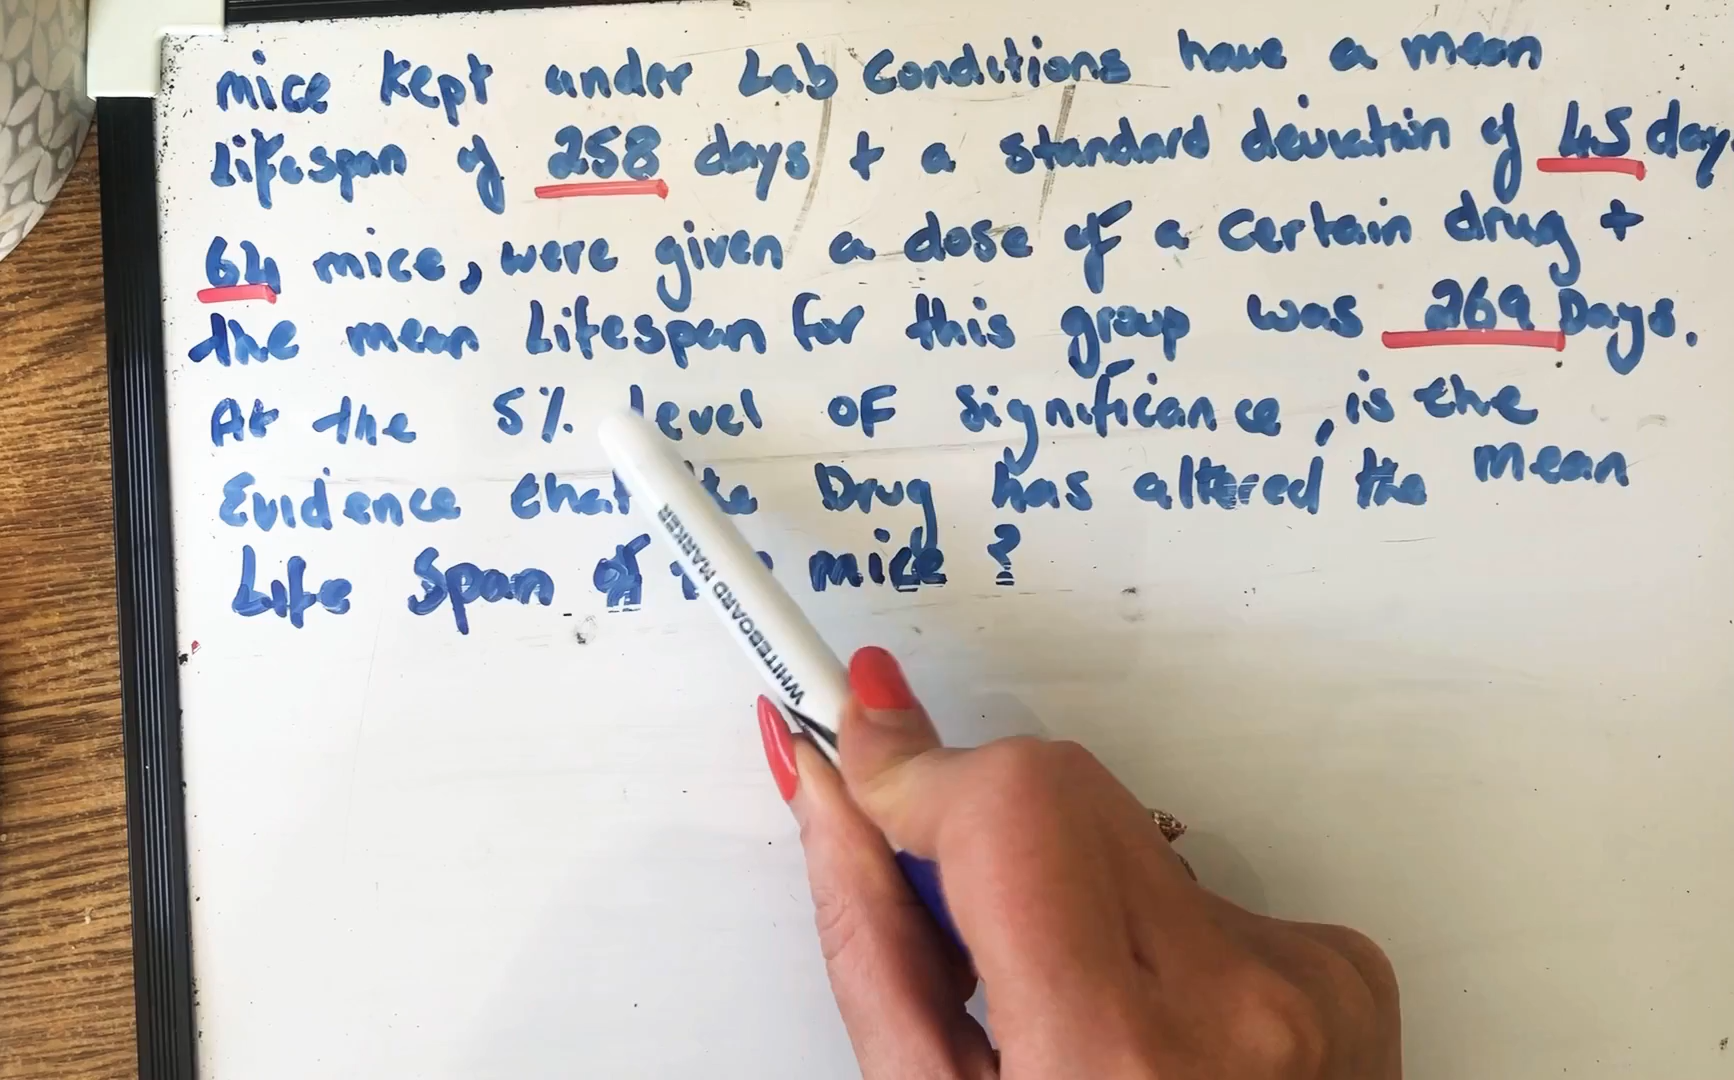 mice kept under Lab Conditions have a mean
Lifespan of 258 days + a standard deviation of 45 day
64 mice, were given a dose of a certain drug +
the mean Lifespan for this group was 269 Days.
At the 5% level OF Significance, is the
Evidence that Drug has altered the mean
Life Span of mice ?
WHITEBOARD MARKER